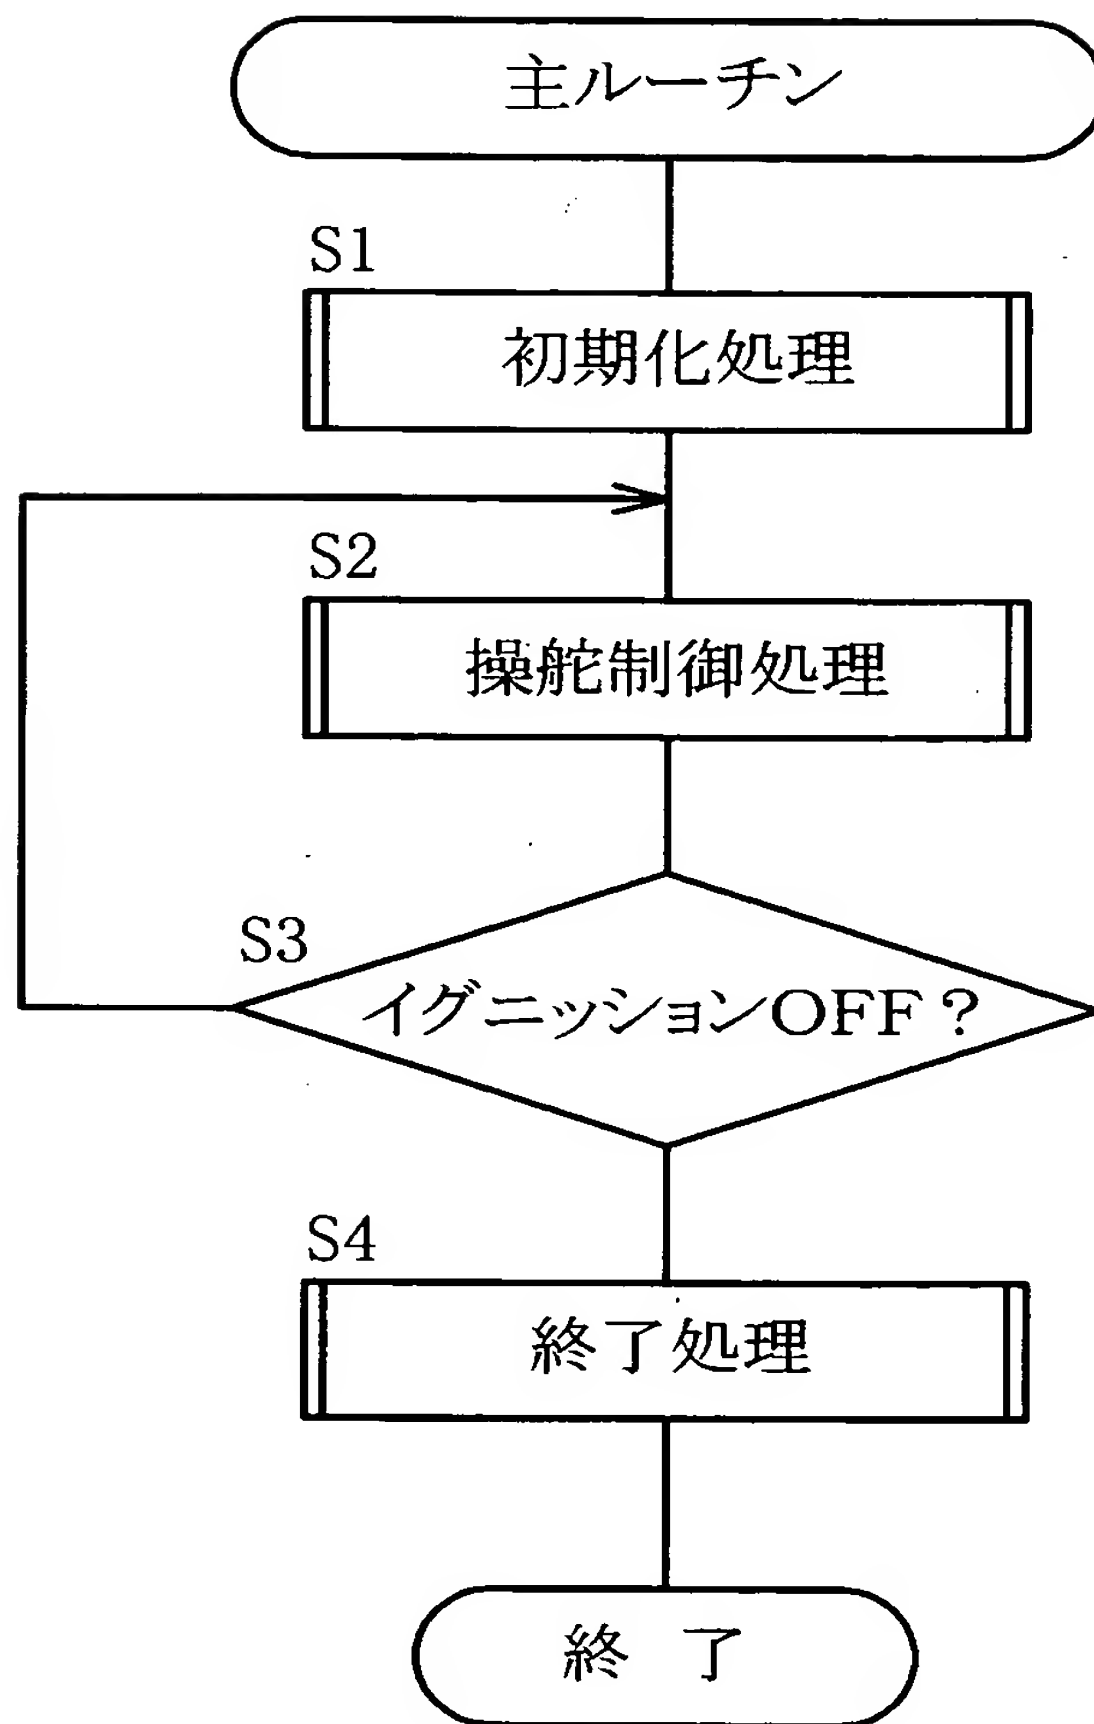 主ルーチン
S1
初期化処理
S2
操舵制御処理
S3
イグニッションOFF？
S4
終了処理
終 了